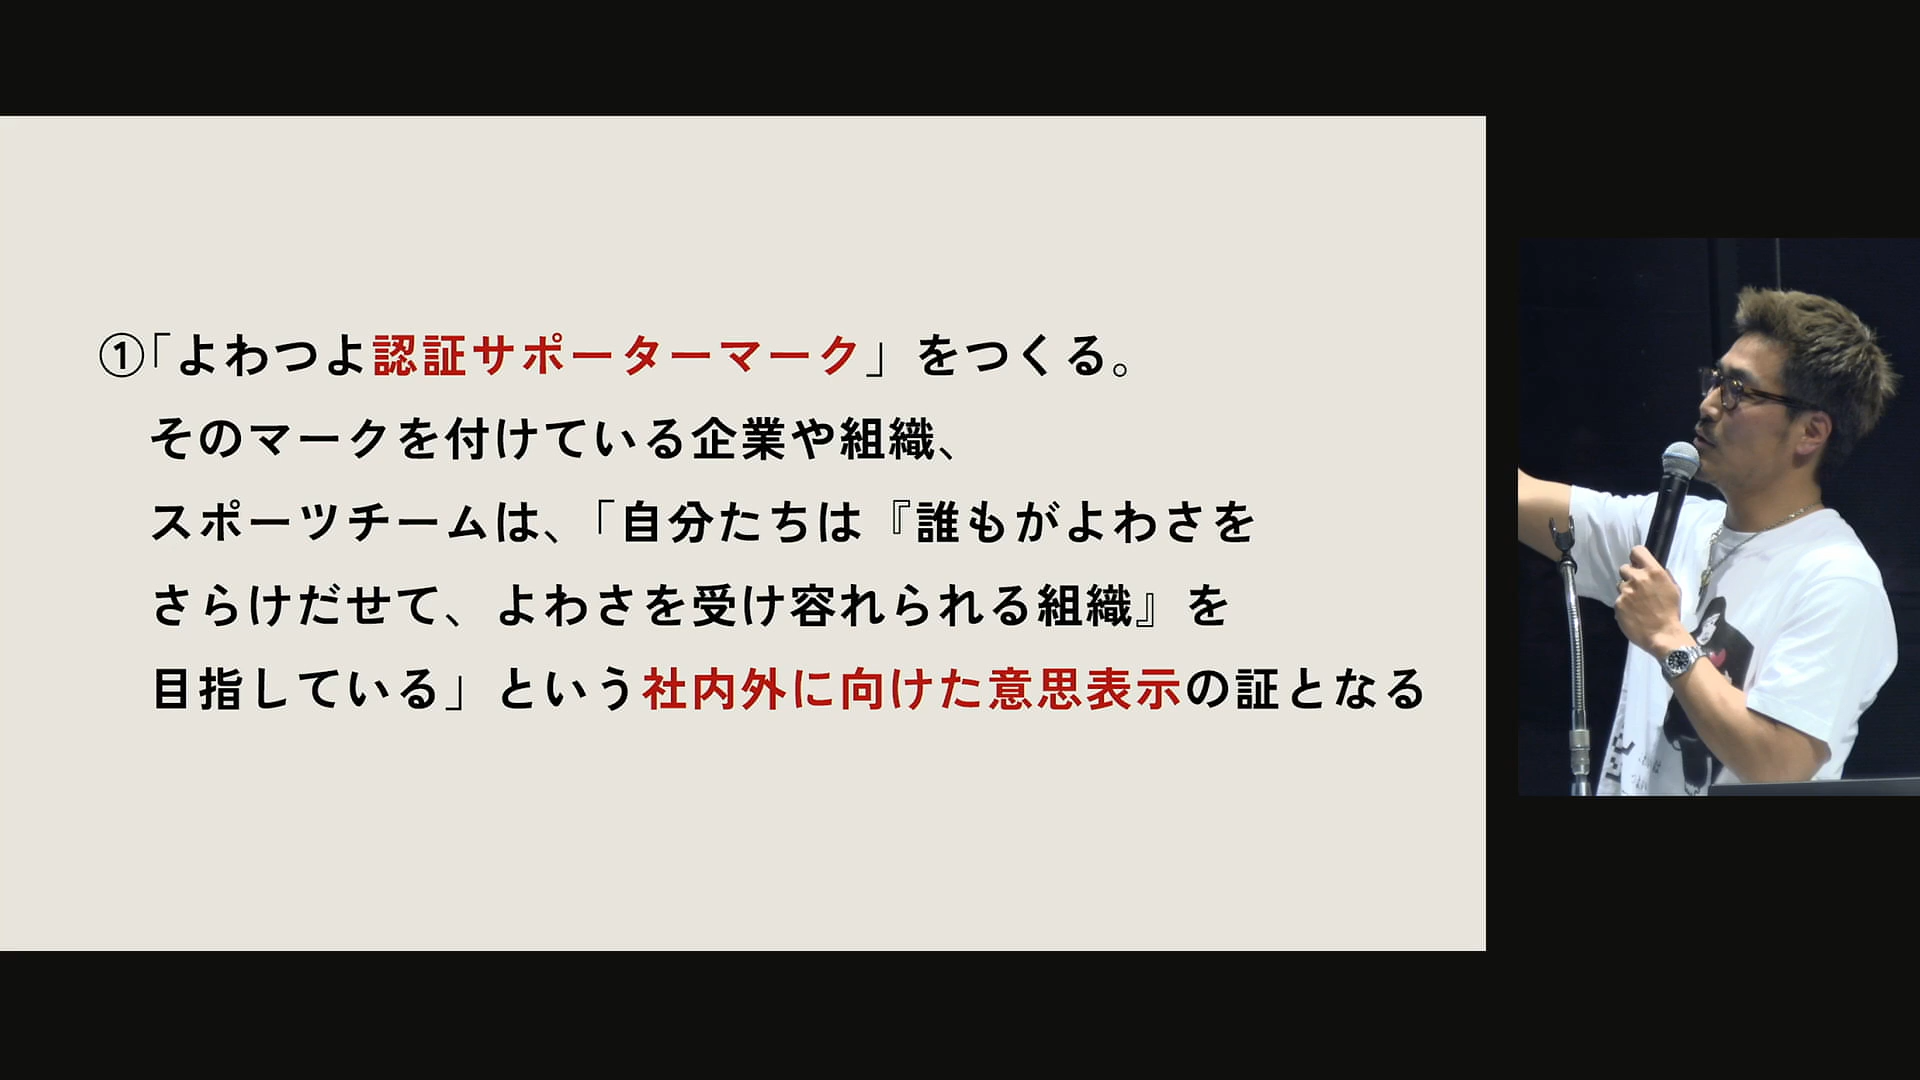 ①「よわつよ認証サポーターマーク」をつくる。
そのマークを付けている企業や組織、
スポーツチームは、「自分たちは『誰もがよわさを
さらけだせて、よわさを受け容れられる組織』を
目指している」という社内外に向けた意思表示の証となる